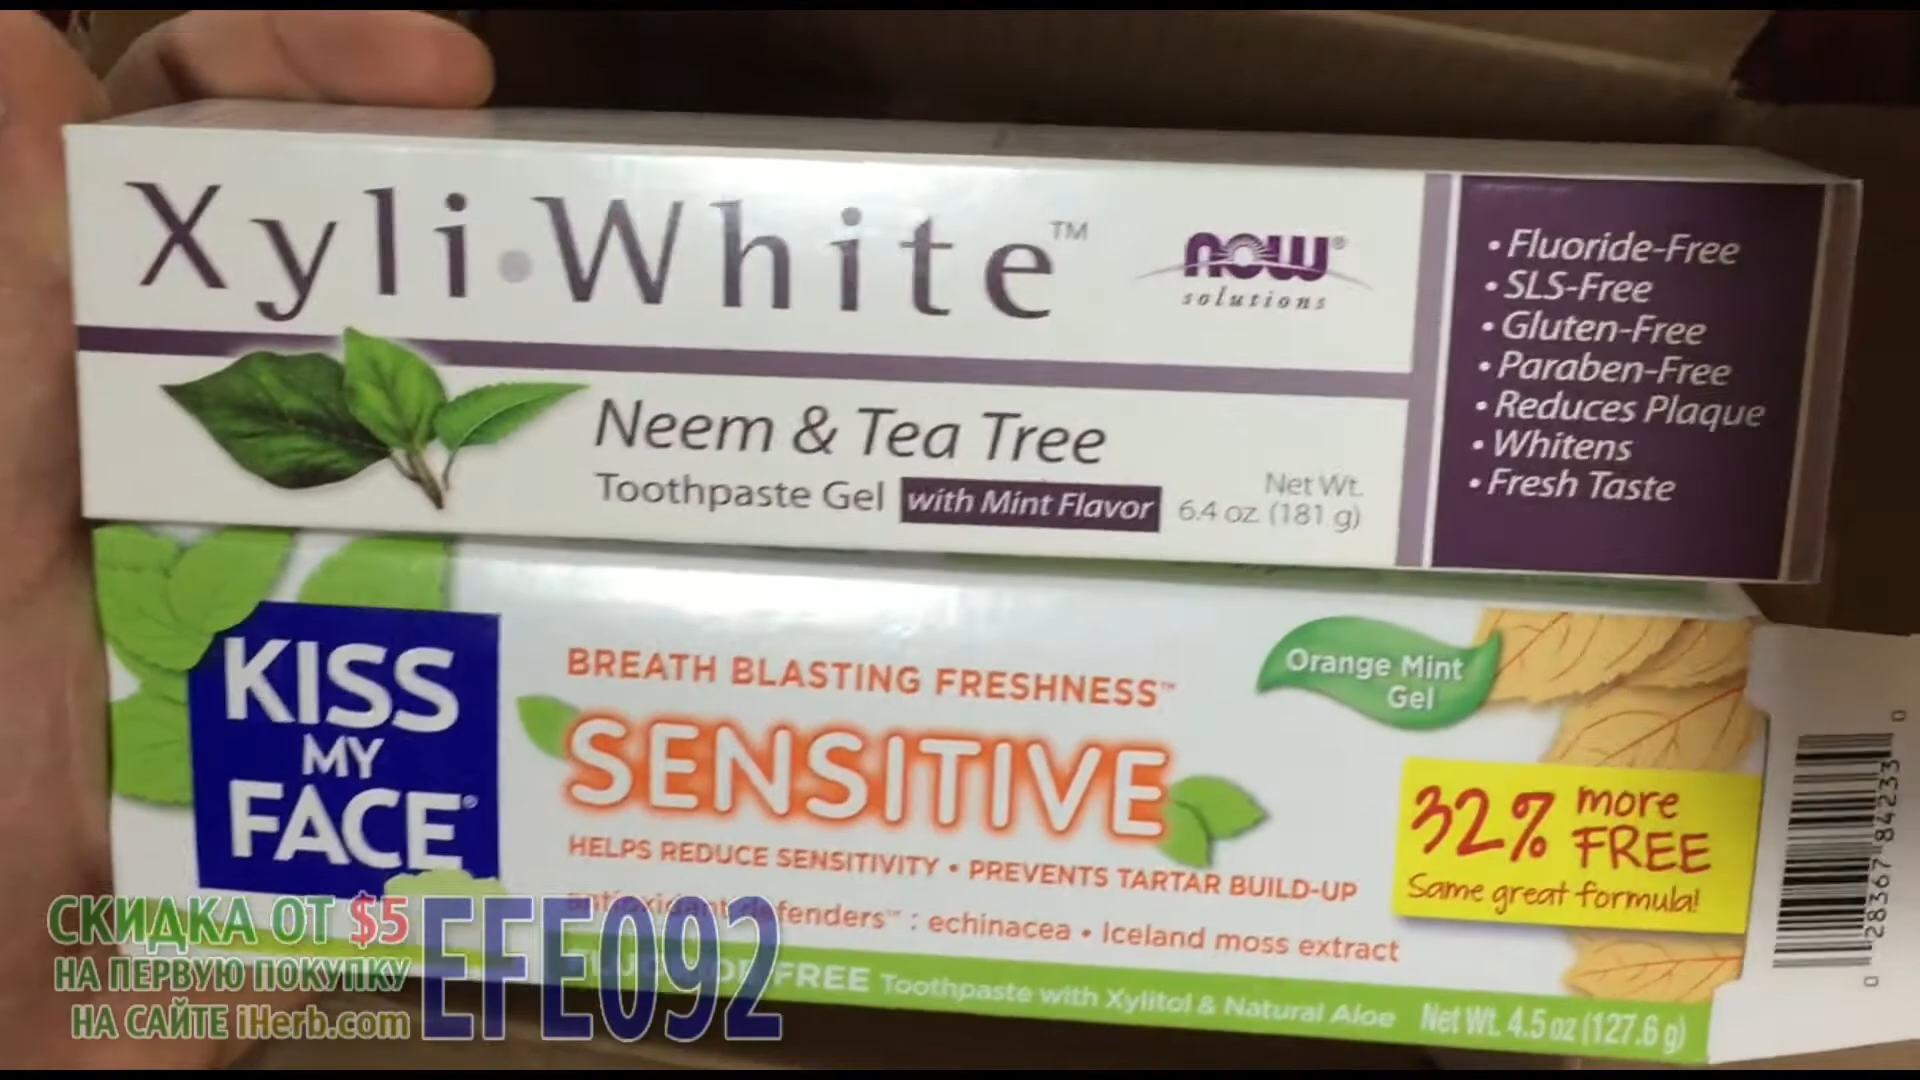 Xyli·White™
NOW® solutions
Neem & Tea Tree
Toothpaste Gel with Mint Flavor
Net Wt.
6.4 oz. (181 g)
• Fluoride-Free
• SLS-Free
• Gluten-Free
• Paraben-Free
• Reduces Plaque
• Whitens
• Fresh Taste
KISS
MY
FACE®
BREATH BLASTING FRESHNESS™
SENSITIVE
HELPS REDUCE SENSITIVITY • PREVENTS TARTAR BUILD-UP
antioxidant defenders™ : echinacea • Iceland moss extract
FREE Toothpaste with Xylitol & Natural Aloe Net Wt. 4.5 oz (127.6 g)
Orange Mint
Gel
32% more
FREE
Same great formula!
0 28367 84233 0
СКИДКА ОТ $5
НА ПЕРВУЮ ПОКУПКУ
НА САЙТЕ iHerb.com
EFE092